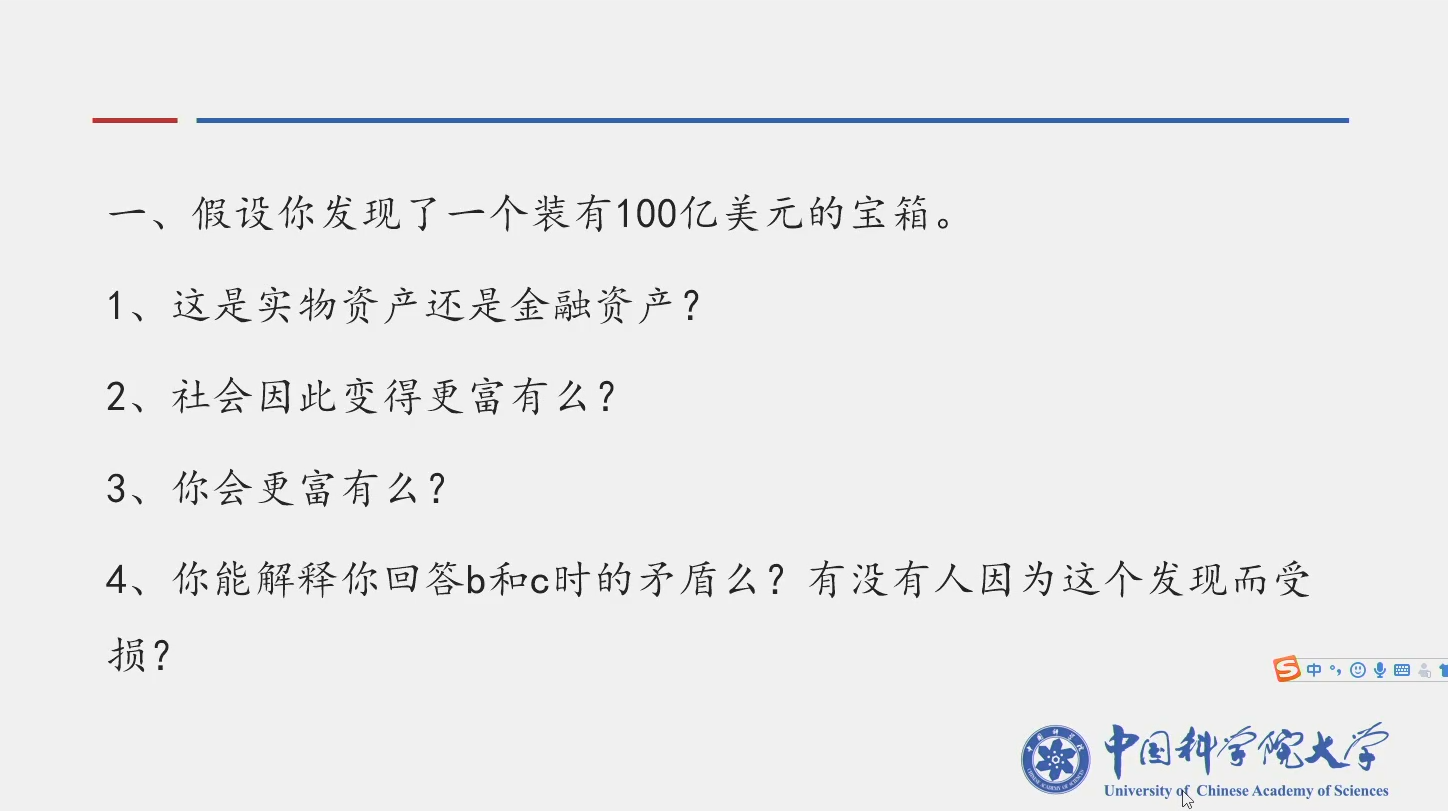 一、假设你发现了一个装有100亿美元的宝箱。
1、这是实物资产还是金融资产？
2、社会因此变得更富有么？
3、你会更富有么？
4、你能解释你回答b和c时的矛盾么？有没有人因为这个发现而受
损？
中
中国科学院大学
University of Chinese Academy of Sciences